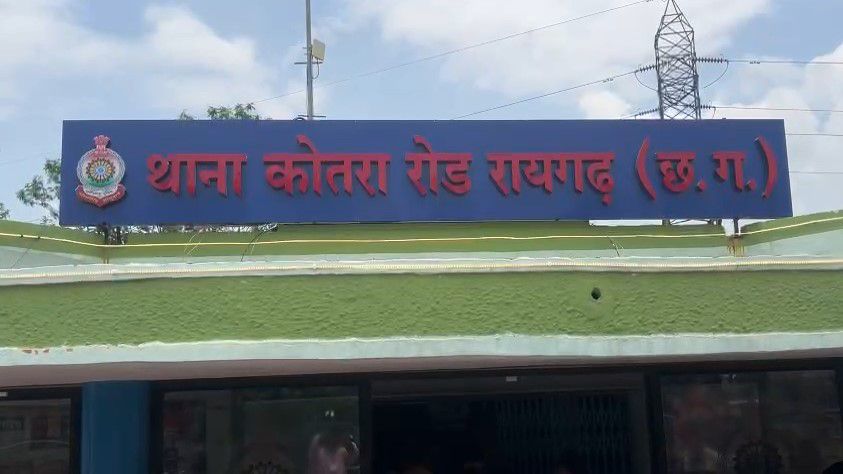 थाना कोतरा रोड रायगढ़ (छ. ग.)